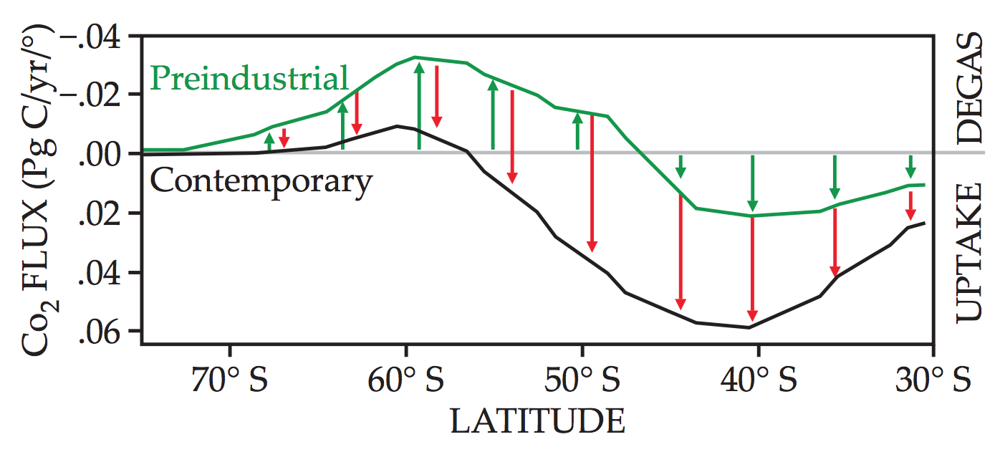 Co2 FLUX (Pg C/yr/°)
−.04
−.02
.00
.02
.04
.06
Preindustrial
Contemporary
DEGAS
UPTAKE
70° S
60° S
50° S
40° S
30° S
LATITUDE